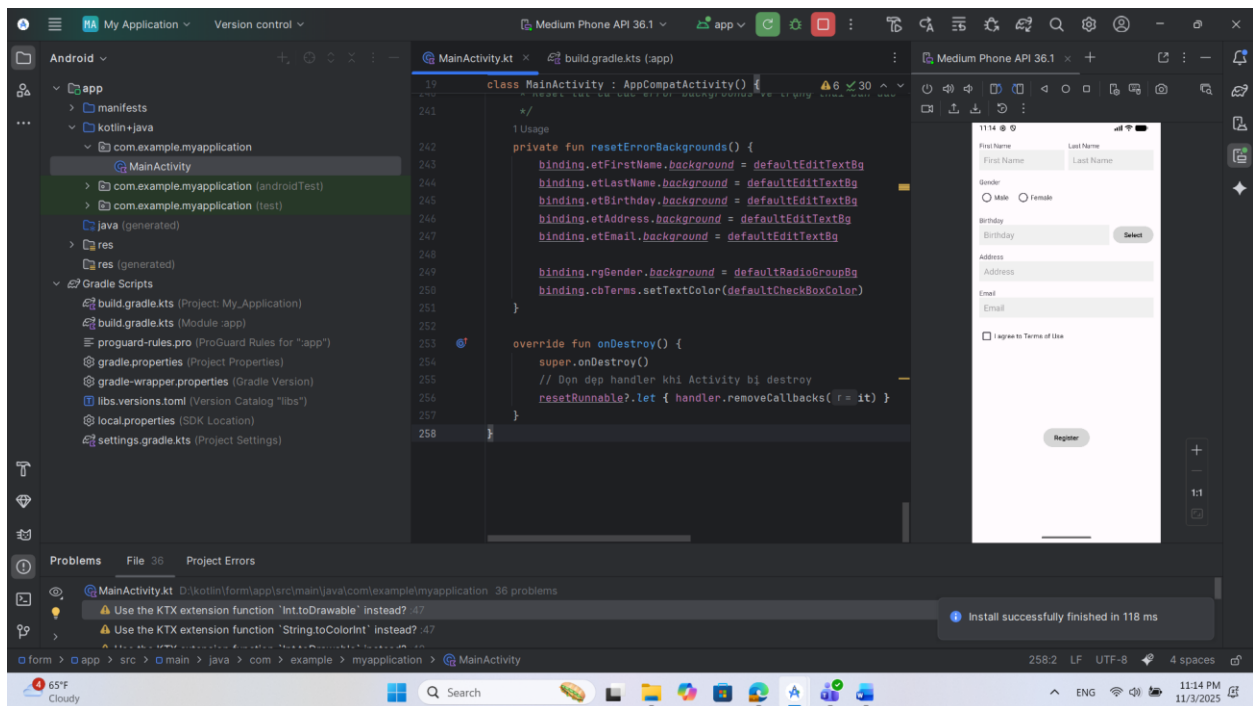 MA My Application
Version control
Medium Phone API 36.1
app
Android
MainActivity.kt
build.gradle.kts (:app)
Medium Phone API 36.1
app
manifests
kotlin+java
com.example.myapplication
MainActivity
com.example.myapplication (androidTest)
com.example.myapplication (test)
java (generated)
res
res (generated)
Gradle Scripts
build.gradle.kts (Project: My_Application)
build.gradle.kts (Module :app)
proguard-rules.pro (ProGuard Rules for ":app")
gradle.properties (Project Properties)
gradle-wrapper.properties (Gradle Version)
libs.versions.toml (Version Catalog "libs")
local.properties (SDK Location)
settings.gradle.kts (Project Settings)
19 class MainActivity : AppCompatActivity() {
6 30
241 */
1 Usage
242 private fun resetErrorBackgrounds() {
243 binding.etFirstName.background = defaultEditTextBg
244 binding.etLastName.background = defaultEditTextBg
245 binding.etBirthday.background = defaultEditTextBg
246 binding.etAddress.background = defaultEditTextBg
247 binding.etEmail.background = defaultEditTextBg
248
249 binding.rgGender.background = defaultRadioGroupBg
250 binding.cbTerms.setTextColor(defaultCheckBoxColor)
251 }
252
253 override fun onDestroy() {
254 super.onDestroy()
255 // Dọn dẹp handler khi Activity bị destroy
256 resetRunnable?.let { handler.removeCallbacks( r = it) }
257 }
258 }
11:14
First Name Last Name
First Name Last Name
Gender
Male Female
Birthday
Birthday Select
Address
Address
Email
Email
I agree to Terms of Use
Register
1:1
Problems File 36 Project Errors
MainActivity.kt D:\kotlin\form\app\src\main\java\com\example\myapplication 36 problems
Use the KTX extension function `Int.toDrawable` instead? :47
Use the KTX extension function `String.toColorInt` instead? :47
Install successfully finished in 118 ms
form > app > src > main > java > com > example > myapplication > MainActivity
258:2 LF UTF-8 4 spaces
4
65°F
Cloudy
Search
ENG
11:14 PM
11/3/2025